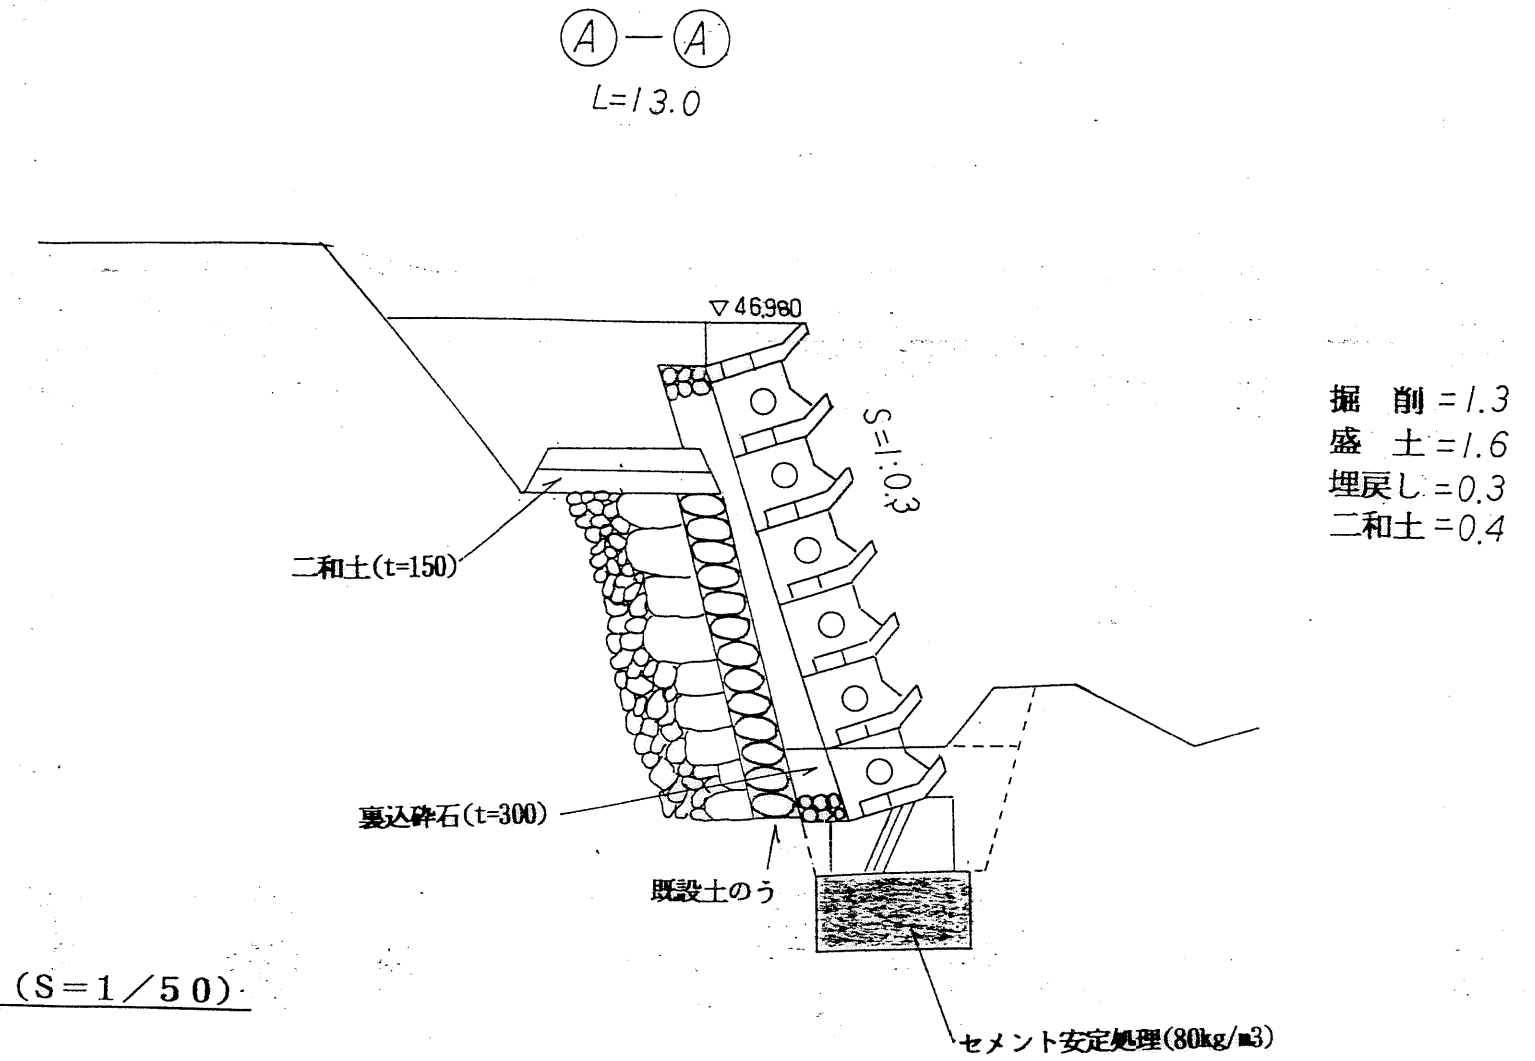 A－A
L=13.0
▽46.980
S=1:0.3
掘　削=1.3
盛　土=1.6
埋戻し=0.3
二和土=0.4
二和土(t=150)
裏込砕石(t=300)
既設土のう
(S=1／50)
セメント安定処理(80kg/m3)